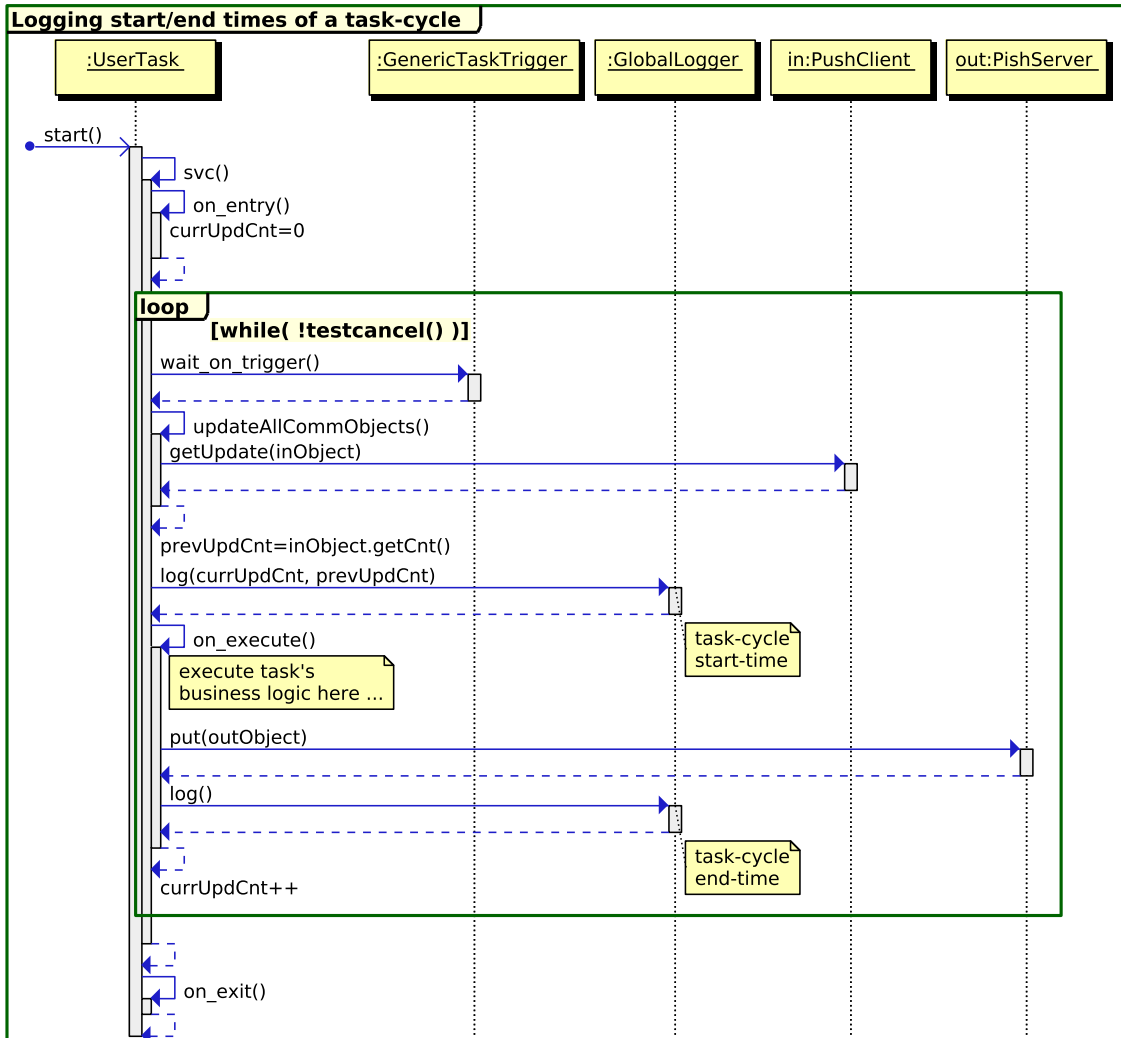 Logging start/end times of a task-cycle
:UserTask
:GenericTaskTrigger
:GlobalLogger
in:PushClient
out:PishServer
start()
svc()
on_entry()
currUpdCnt=0
loop
[while( !testcancel() )]
wait_on_trigger()
updateAllCommObjects()
getUpdate(inObject)
prevUpdCnt=inObject.getCnt()
log(currUpdCnt, prevUpdCnt)
task-cycle
start-time
on_execute()
execute task's
business logic here ...
put(outObject)
log()
task-cycle
end-time
currUpdCnt++
on_exit()